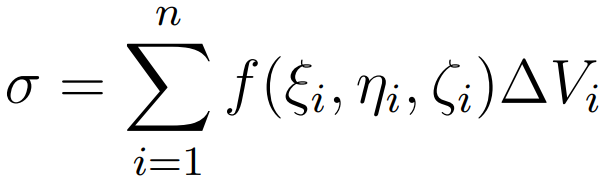 σ = ∑_{i=1}^{n} f(ξ_i, η_i, ζ_i)ΔV_i